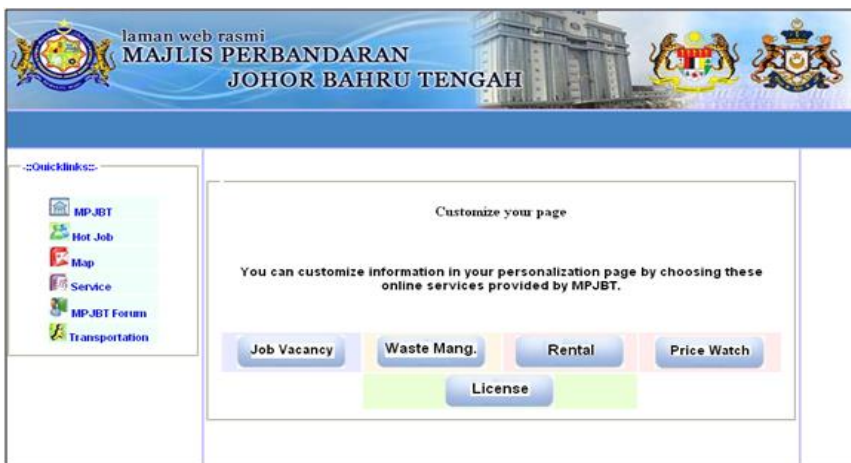 laman web rasmi
MAJLIS PERBANDARAN
JOHOR BAHRU TENGAH
-::Quicklinks::-
MPJBT
Hot Job
Map
Service
MPJBT Forum
Transportation
Customize your page
You can customize information in your personalization page by choosing these
online services provided by MPJBT.
Job Vacancy
Waste Mang.
Rental
Price Watch
License